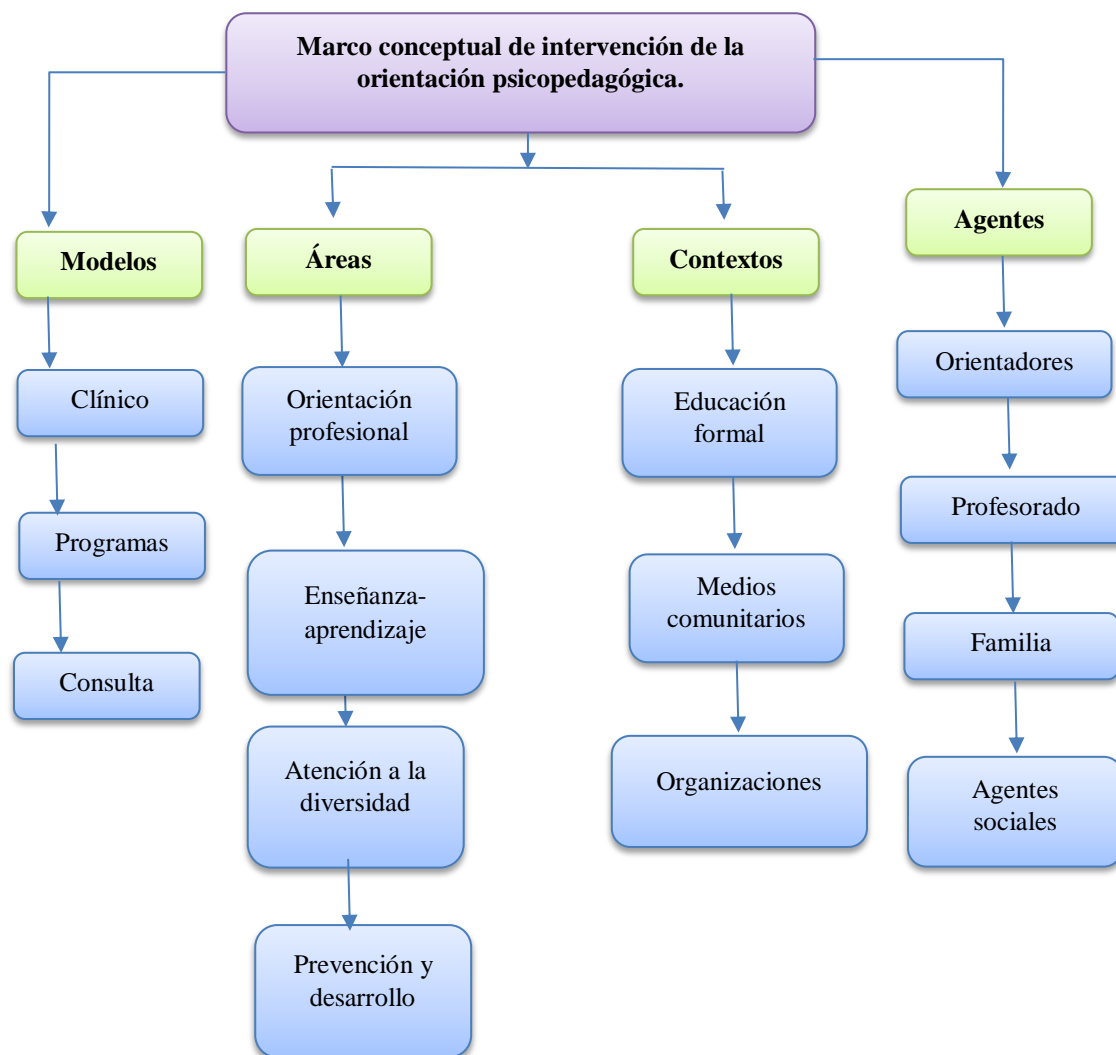 Marco conceptual de intervención de la
orientación psicopedagógica.
Modelos
Clínico
Programas
Consulta
Áreas
Orientación
profesional
Enseñanza-
aprendizaje
Atención a la
diversidad
Prevención y
desarrollo
Contextos
Educación
formal
Medios
comunitarios
Organizaciones
Agentes
Orientadores
Profesorado
Familia
Agentes
sociales